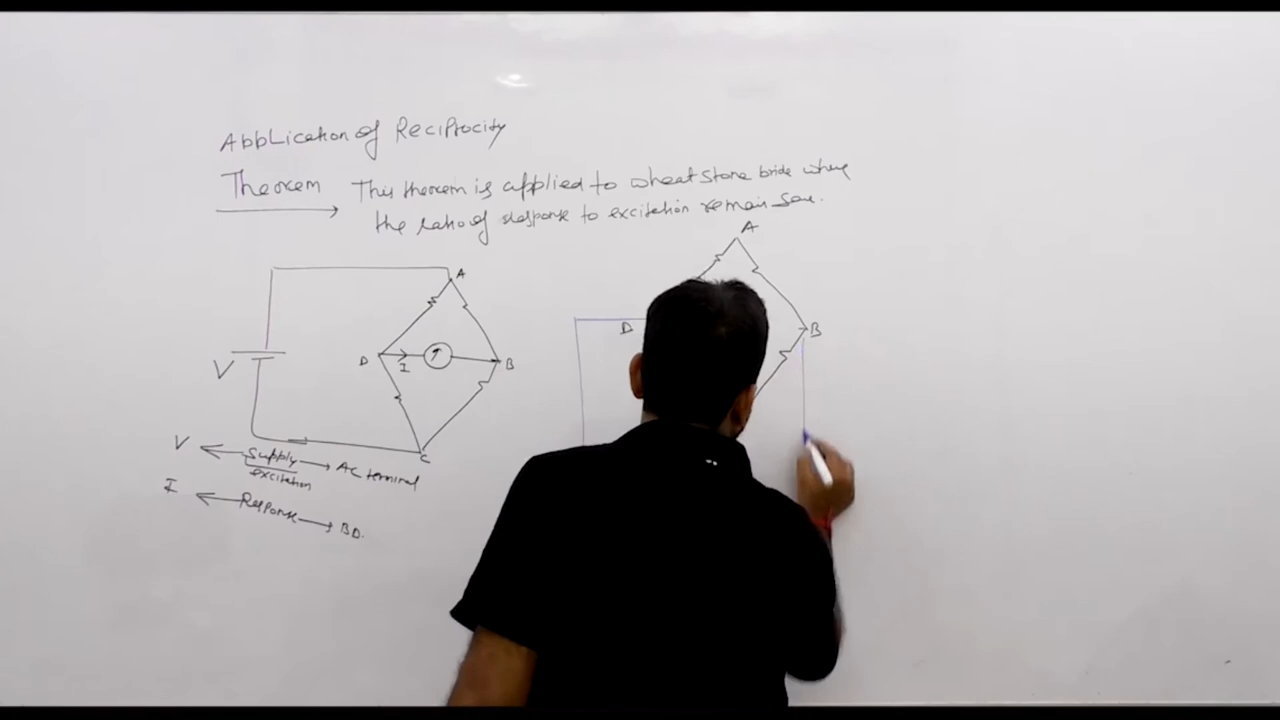 Application of Reciprocity
Theorem This theorem is applied to wheatstone bride where
the ratio of response to excitation remain same.
A
A
D
I
B
D
B
V
C
V Supply AC terminal
excitation
I Response BD.